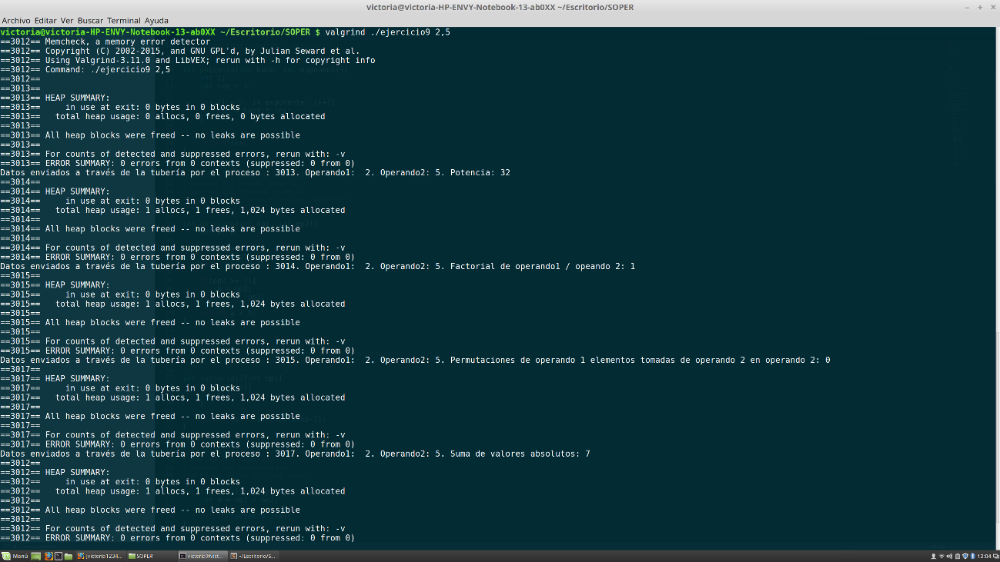 victoria@victoria-HP-ENVY-Notebook-13-ab0XX ~/Escritorio/SOPER
Archivo Editar Ver Buscar Terminal Ayuda
victoria@victoria-HP-ENVY-Notebook-13-ab0XX ~/Escritorio/SOPER $ valgrind ./ejercicio9 2,5
==3012== Memcheck, a memory error detector
==3012== Copyright (C) 2002-2015, and GNU GPL'd, by Julian Seward et al.
==3012== Using Valgrind-3.11.0 and LibVEX; rerun with -h for copyright info
==3012== Command: ./ejercicio9 2,5
==3012==
==3013==
==3013== HEAP SUMMARY:
==3013==     in use at exit: 0 bytes in 0 blocks
==3013==   total heap usage: 0 allocs, 0 frees, 0 bytes allocated
==3013==
==3013== All heap blocks were freed -- no leaks are possible
==3013==
==3013== For counts of detected and suppressed errors, rerun with: -v
==3013== ERROR SUMMARY: 0 errors from 0 contexts (suppressed: 0 from 0)
Datos enviados a través de la tubería por el proceso : 3013. Operando1:  2. Operando2: 5. Potencia: 32
==3014==
==3014== HEAP SUMMARY:
==3014==     in use at exit: 0 bytes in 0 blocks
==3014==   total heap usage: 1 allocs, 1 frees, 1,024 bytes allocated
==3014==
==3014== All heap blocks were freed -- no leaks are possible
==3014==
==3014== For counts of detected and suppressed errors, rerun with: -v
==3014== ERROR SUMMARY: 0 errors from 0 contexts (suppressed: 0 from 0)
Datos enviados a través de la tubería por el proceso : 3014. Operando1:  2. Operando2: 5. Factorial de operando1 / opeando 2: 1
==3015==
==3015== HEAP SUMMARY:
==3015==     in use at exit: 0 bytes in 0 blocks
==3015==   total heap usage: 1 allocs, 1 frees, 1,024 bytes allocated
==3015==
==3015== All heap blocks were freed -- no leaks are possible
==3015==
==3015== For counts of detected and suppressed errors, rerun with: -v
==3015== ERROR SUMMARY: 0 errors from 0 contexts (suppressed: 0 from 0)
Datos enviados a través de la tubería por el proceso : 3015. Operando1:  2. Operando2: 5. Permutaciones de operando 1 elementos tomadas de operando 2 en operando 2: 0
==3017==
==3017== HEAP SUMMARY:
==3017==     in use at exit: 0 bytes in 0 blocks
==3017==   total heap usage: 1 allocs, 1 frees, 1,024 bytes allocated
==3017==
==3017== All heap blocks were freed -- no leaks are possible
==3017==
==3017== For counts of detected and suppressed errors, rerun with: -v
==3017== ERROR SUMMARY: 0 errors from 0 contexts (suppressed: 0 from 0)
Datos enviados a través de la tubería por el proceso : 3017. Operando1:  2. Operando2: 5. Suma de valores absolutos: 7
==3012==
==3012== HEAP SUMMARY:
==3012==     in use at exit: 0 bytes in 0 blocks
==3012==   total heap usage: 1 allocs, 1 frees, 1,024 bytes allocated
==3012==
==3012== All heap blocks were freed -- no leaks are possible
==3012==
==3012== For counts of detected and suppressed errors, rerun with: -v
==3012== ERROR SUMMARY: 0 errors from 0 contexts (suppressed: 0 from 0)
Menú [victoria1234... SOPER victoria@vict... ~/Escritorio/S... 12:04